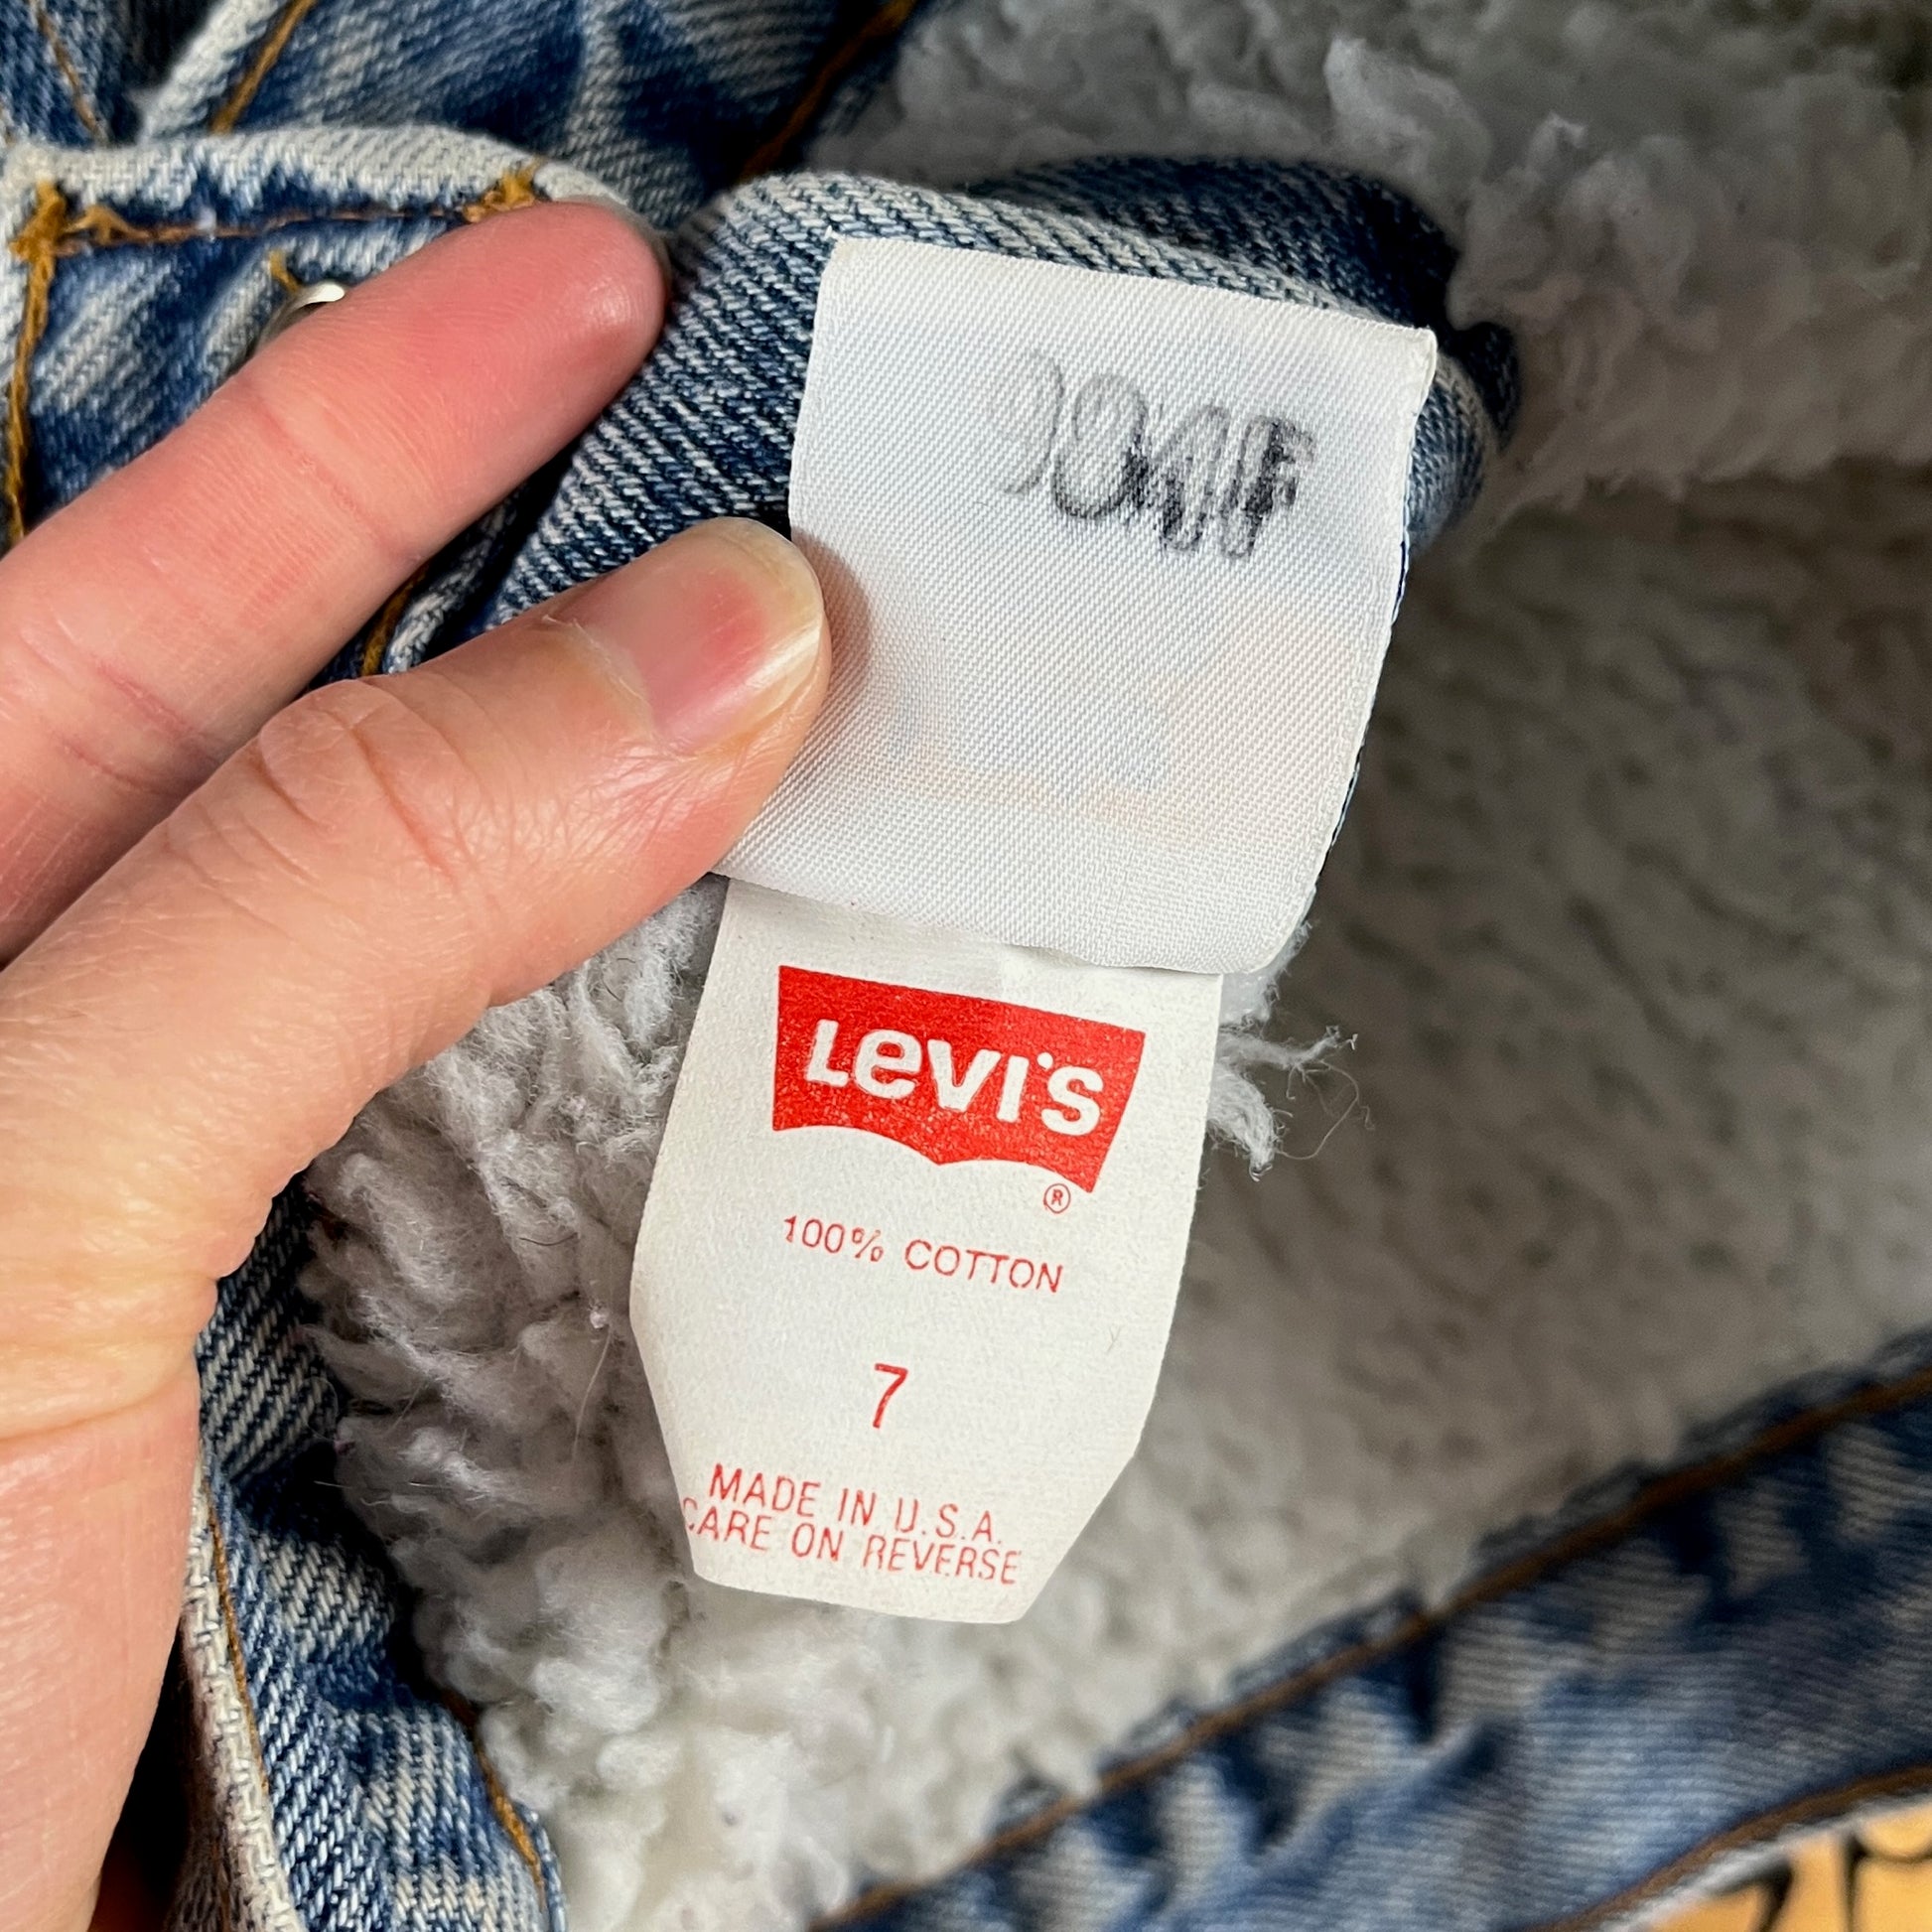 LEVI'S
®
100% COTTON
7
MADE IN U.S.A.
CARE ON REVERSE